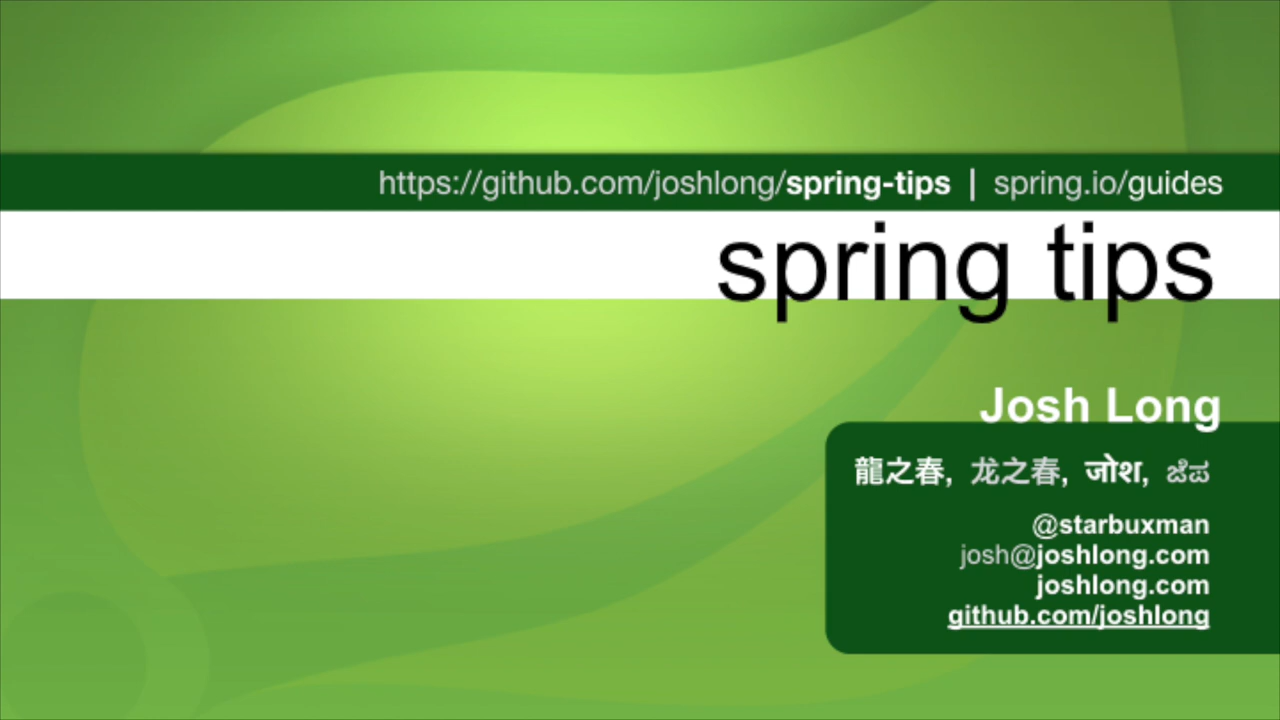 https://github.com/joshlong/spring-tips | spring.io/guides
spring tips
Josh Long
龍之春, 龙之春, जोश, ಜೆಪ
@starbuxman
josh@joshlong.com
joshlong.com
github.com/joshlong